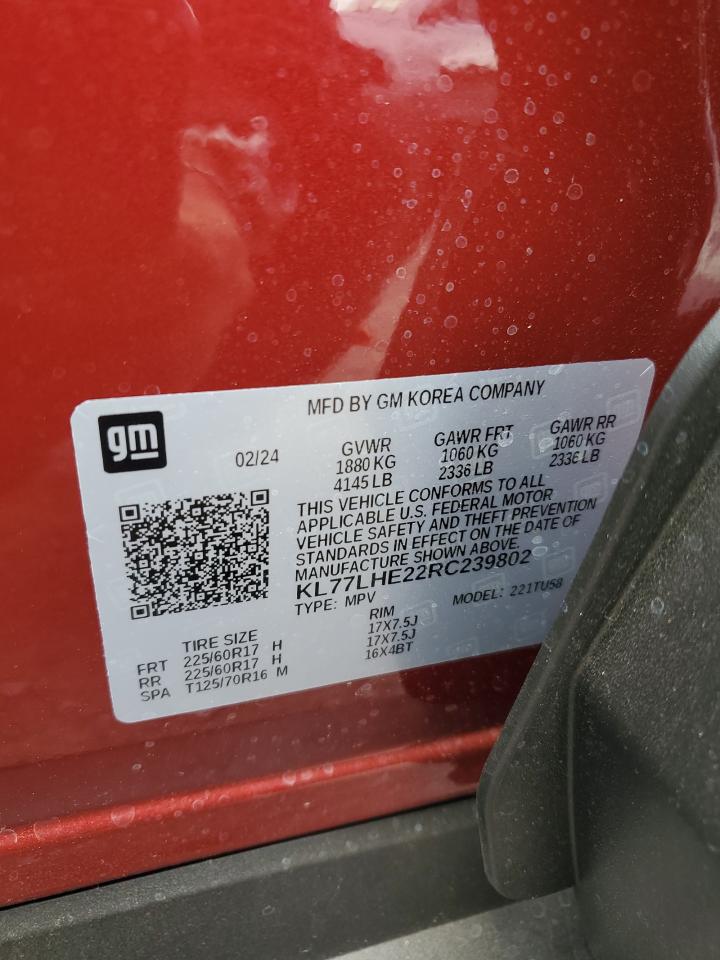 gm
MFD BY GM KOREA COMPANY
02/24
GVWR
1880 KG
4145 LB
GAWR FRT
1060 KG
2336 LB
GAWR RR
1060 KG
2336 LB
THIS VEHICLE CONFORMS TO ALL
APPLICABLE U.S. FEDERAL MOTOR
VEHICLE SAFETY AND THEFT PREVENTION
STANDARDS IN EFFECT ON THE DATE OF
MANUFACTURE SHOWN ABOVE.
KL77LHE22RC239802
TYPE: MPV
MODEL: 221TU58
TIRE SIZE RIM
FRT 225/60R17 H 17X7.5J
RR 225/60R17 H 17X7.5J
SPA T125/70R16 M 16X4BT